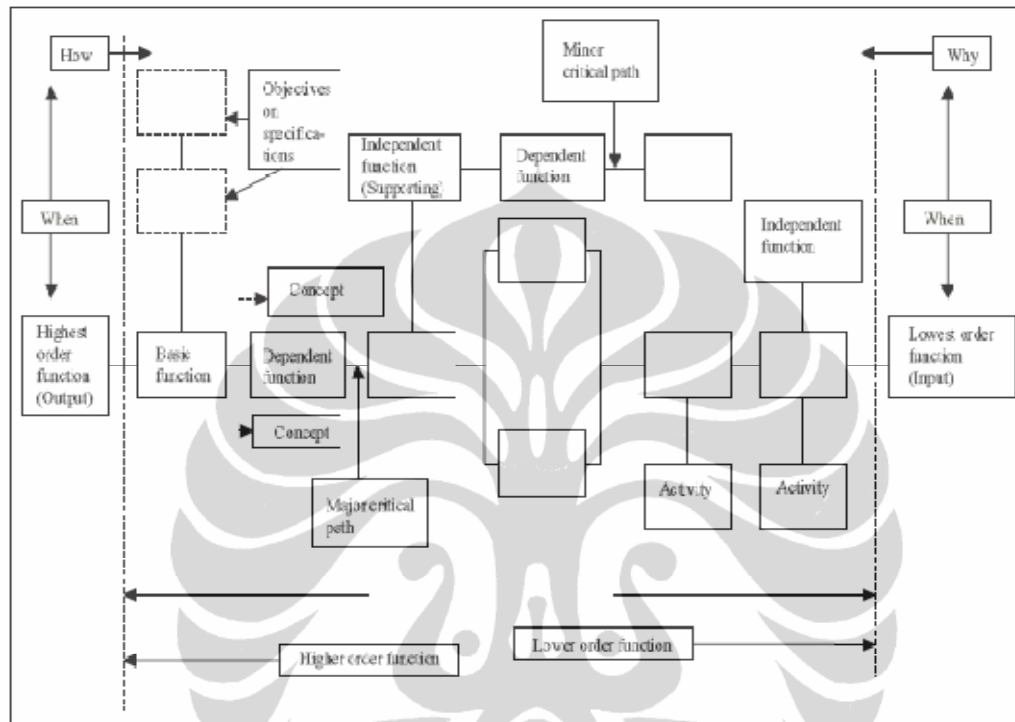 How
Why
Minor
critical path
Objectives
on
specifica-
tions
Independent
function
(Supporting)
Dependent
function
When
When
Independent
function
Concept
Highest
order
function
(Output)
Basic
function
Dependent
function
Lowest order
function
(Input)
Concept
Major critical
path
Activity
Activity
Higher order function
Lower order function